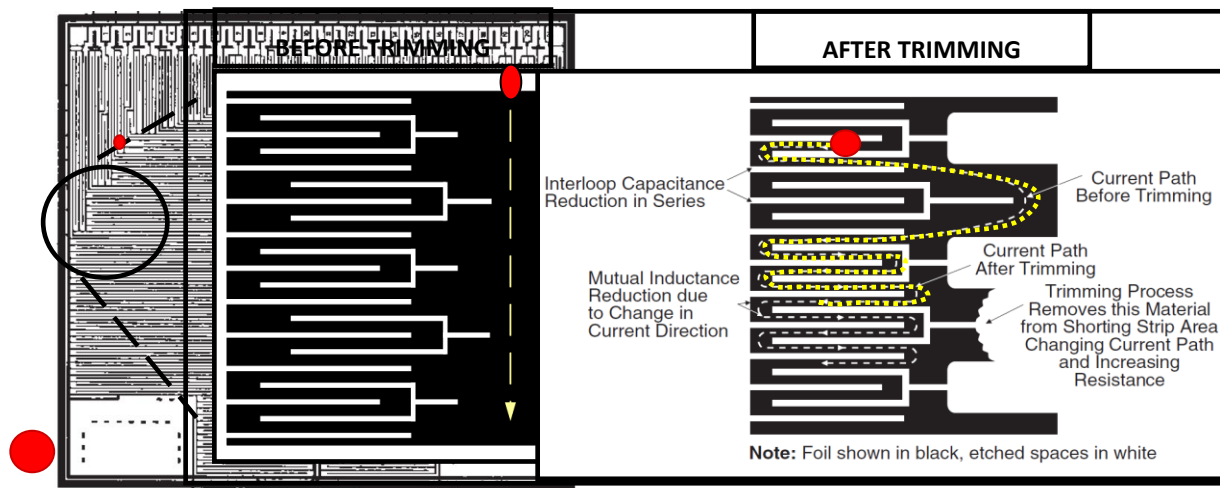 BEFORE TRIMMING
AFTER TRIMMING
Interloop Capacitance
Reduction in Series
Current Path
Before Trimming
Mutual Inductance
Reduction due
to Change in
Current Direction
Current Path
After Trimming
Trimming Process
Removes this Material
from Shorting Strip Area
Changing Current Path
and Increasing
Resistance
Note: Foil shown in black, etched spaces in white